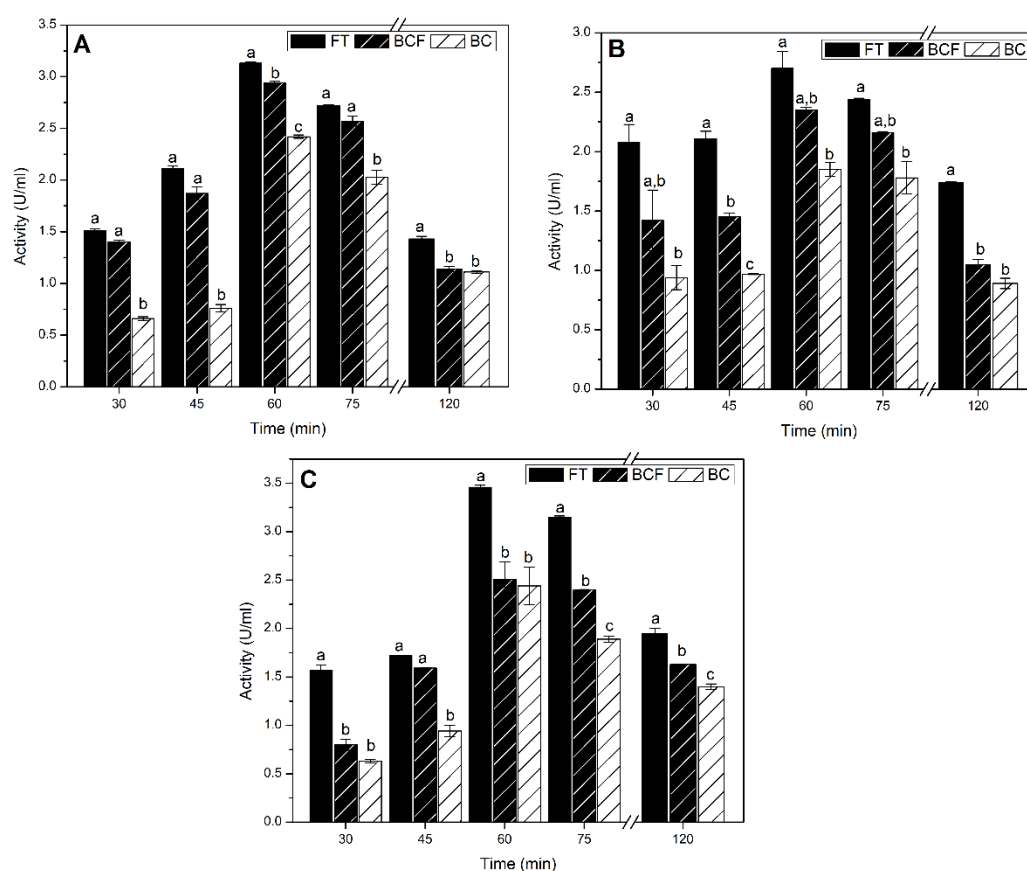 A
FT BCF BC
3.5
3.0
2.5
2.0
1.5
1.0
0.5
0.0
Activity (U/ml)
a a b
a a b
a b c
a a b
a b b
30 45 60 75 120
Time (min)
B
FT BCF BC
3.0
2.5
2.0
1.5
1.0
0.5
0.0
Activity (U/ml)
a a,b b
a b c
a a,b b
a a,b b
a b b
30 45 60 75 120
Time (min)
C
FT BCF BC
3.5
3.0
2.5
2.0
1.5
1.0
0.5
0.0
Activity (U/ml)
a b b
a a b
a b b
a b c
a b c
30 45 60 75 120
Time (min)